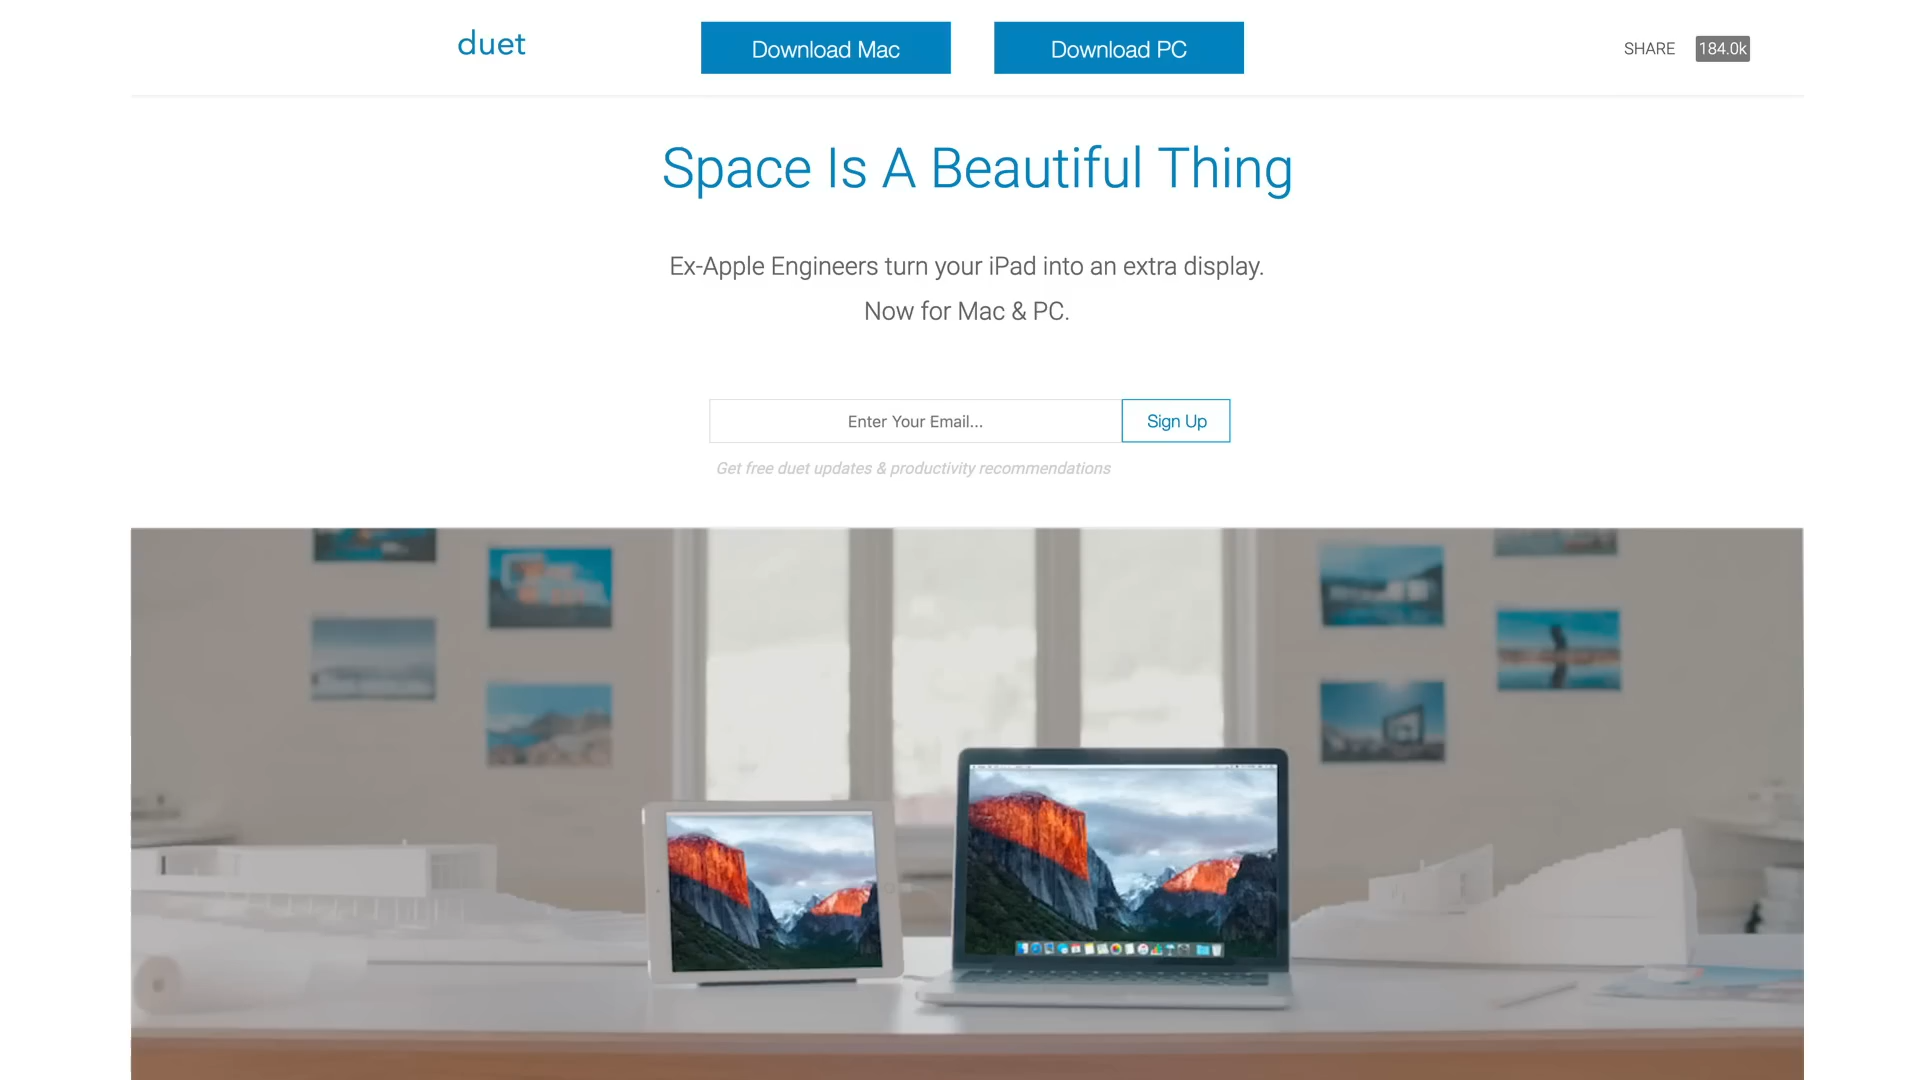 duet
Download Mac
Download PC
SHARE 184.0k
Space Is A Beautiful Thing
Ex-Apple Engineers turn your iPad into an extra display.
Now for Mac & PC.
Enter Your Email...
Sign Up
Get free duet updates & productivity recommendations